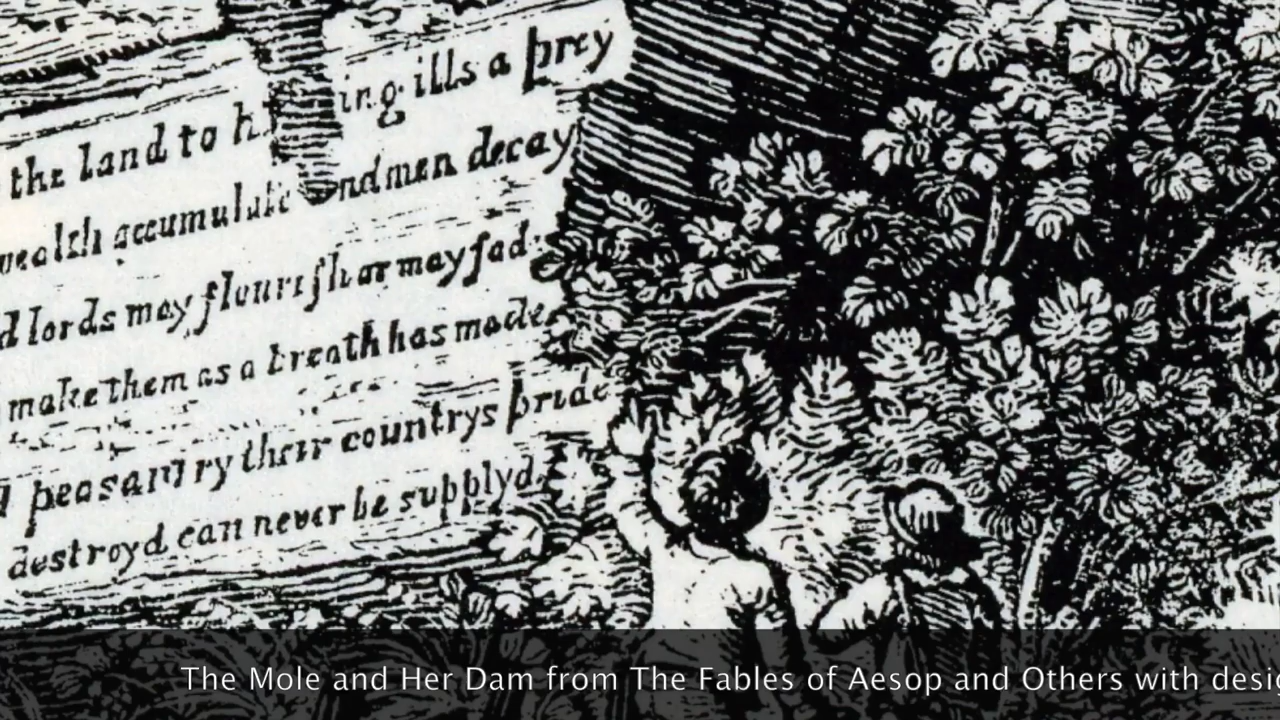 the land to h ing ills a prey
wealth accumulate and men decay
d lords may flourish or may fad
make them as a breath has made
d peasantry their countrys pride
destroyd can never be supplyd
The Mole and Her Dam from The Fables of Aesop and Others with desig